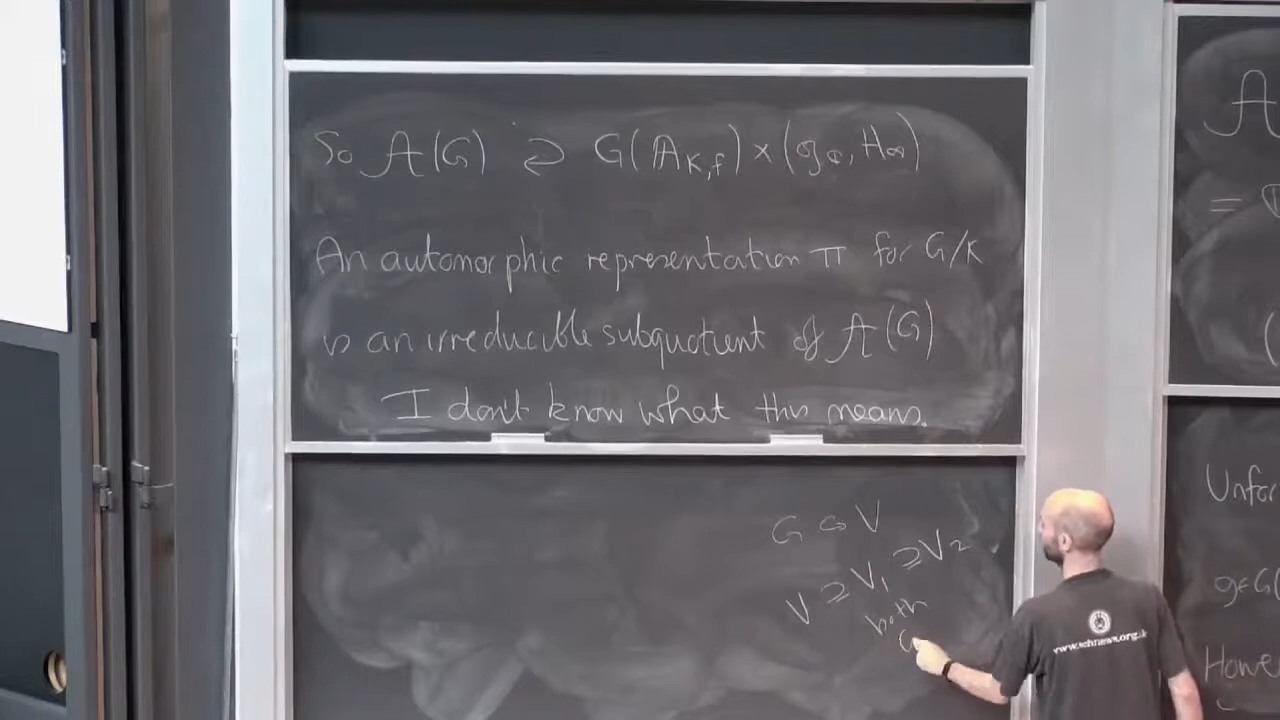 So A(G) ⊋ G(𝔸_{K,f}) × (𝔤_∞, H_∞)
An automorphic representation π for G/K
is an irreducible subquotient of A(G)
I don't know what this means.
G G V
V ⊇ V₁ ⊇ V₂
both
A
=
(
Unfor
g∈G(
Howe